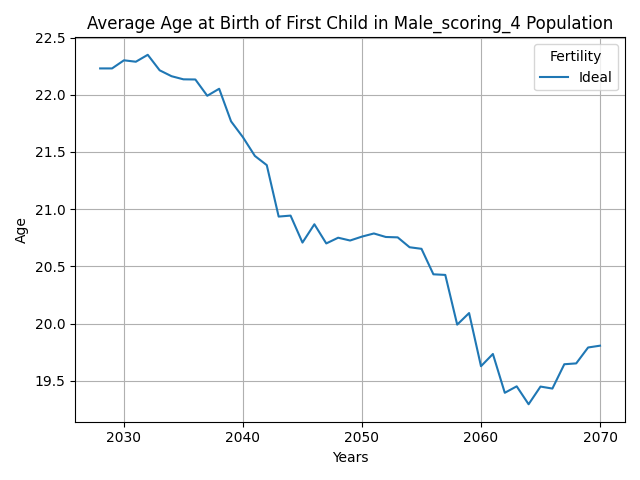 Average Age at Birth of First Child in Male_scoring_4 Population
22.5
22.0
21.5
21.0
20.5
20.0
19.5
Age
Fertility
Ideal
2030 2040 2050 2060 2070
Years